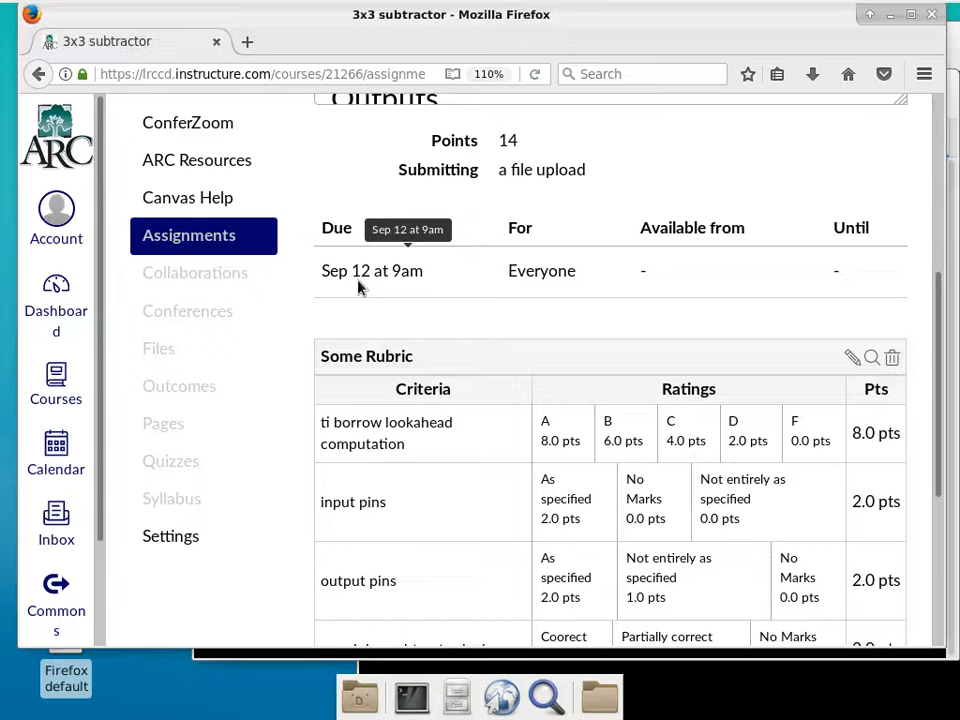 3x3 subtractor - Mozilla Firefox
3x3 subtractor
https://lrccd.instructure.com/courses/21266/assignme
110%
Search
ARC
Account
Dashboar
d
Courses
Calendar
Inbox
Common
s
ConferZoom
ARC Resources
Canvas Help
Assignments
Collaborations
Conferences
Files
Outcomes
Pages
Quizzes
Syllabus
Settings
Outputs
Points 14
Submitting a file upload
Due For Available from Until
Sep 12 at 9am
Sep 12 at 9am Everyone - -
Some Rubric
Criteria Ratings Pts
ti borrow lookahead
computation
A
8.0 pts
B
6.0 pts
C
4.0 pts
D
2.0 pts
F
0.0 pts
8.0 pts
input pins
As
specified
2.0 pts
No
Marks
0.0 pts
Not entirely as
specified
0.0 pts
2.0 pts
output pins
As
specified
2.0 pts
Not entirely as
specified
1.0 pts
No
Marks
0.0 pts
2.0 pts
Coorect
Partially correct
No Marks
Firefox
default
D